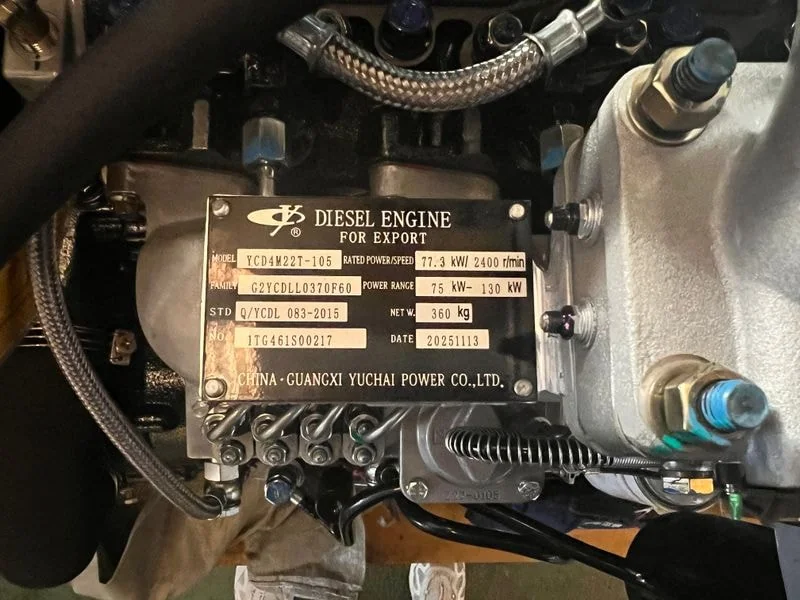 DIESEL ENGINE
FOR EXPORT
MODEL YCD4M22T-105 RATED POWER/SPEED 77.3 kW/ 2400 r/min
FAMILY G2YCDLL0370F60 POWER RANGE 75 kW- 130 kW
STD Q/YCDL 083-2015 NET W. 360 kg
NO. 1TG461S00217 DATE 20251113
CHINA·GUANGXI YUCHAI POWER CO.,LTD.